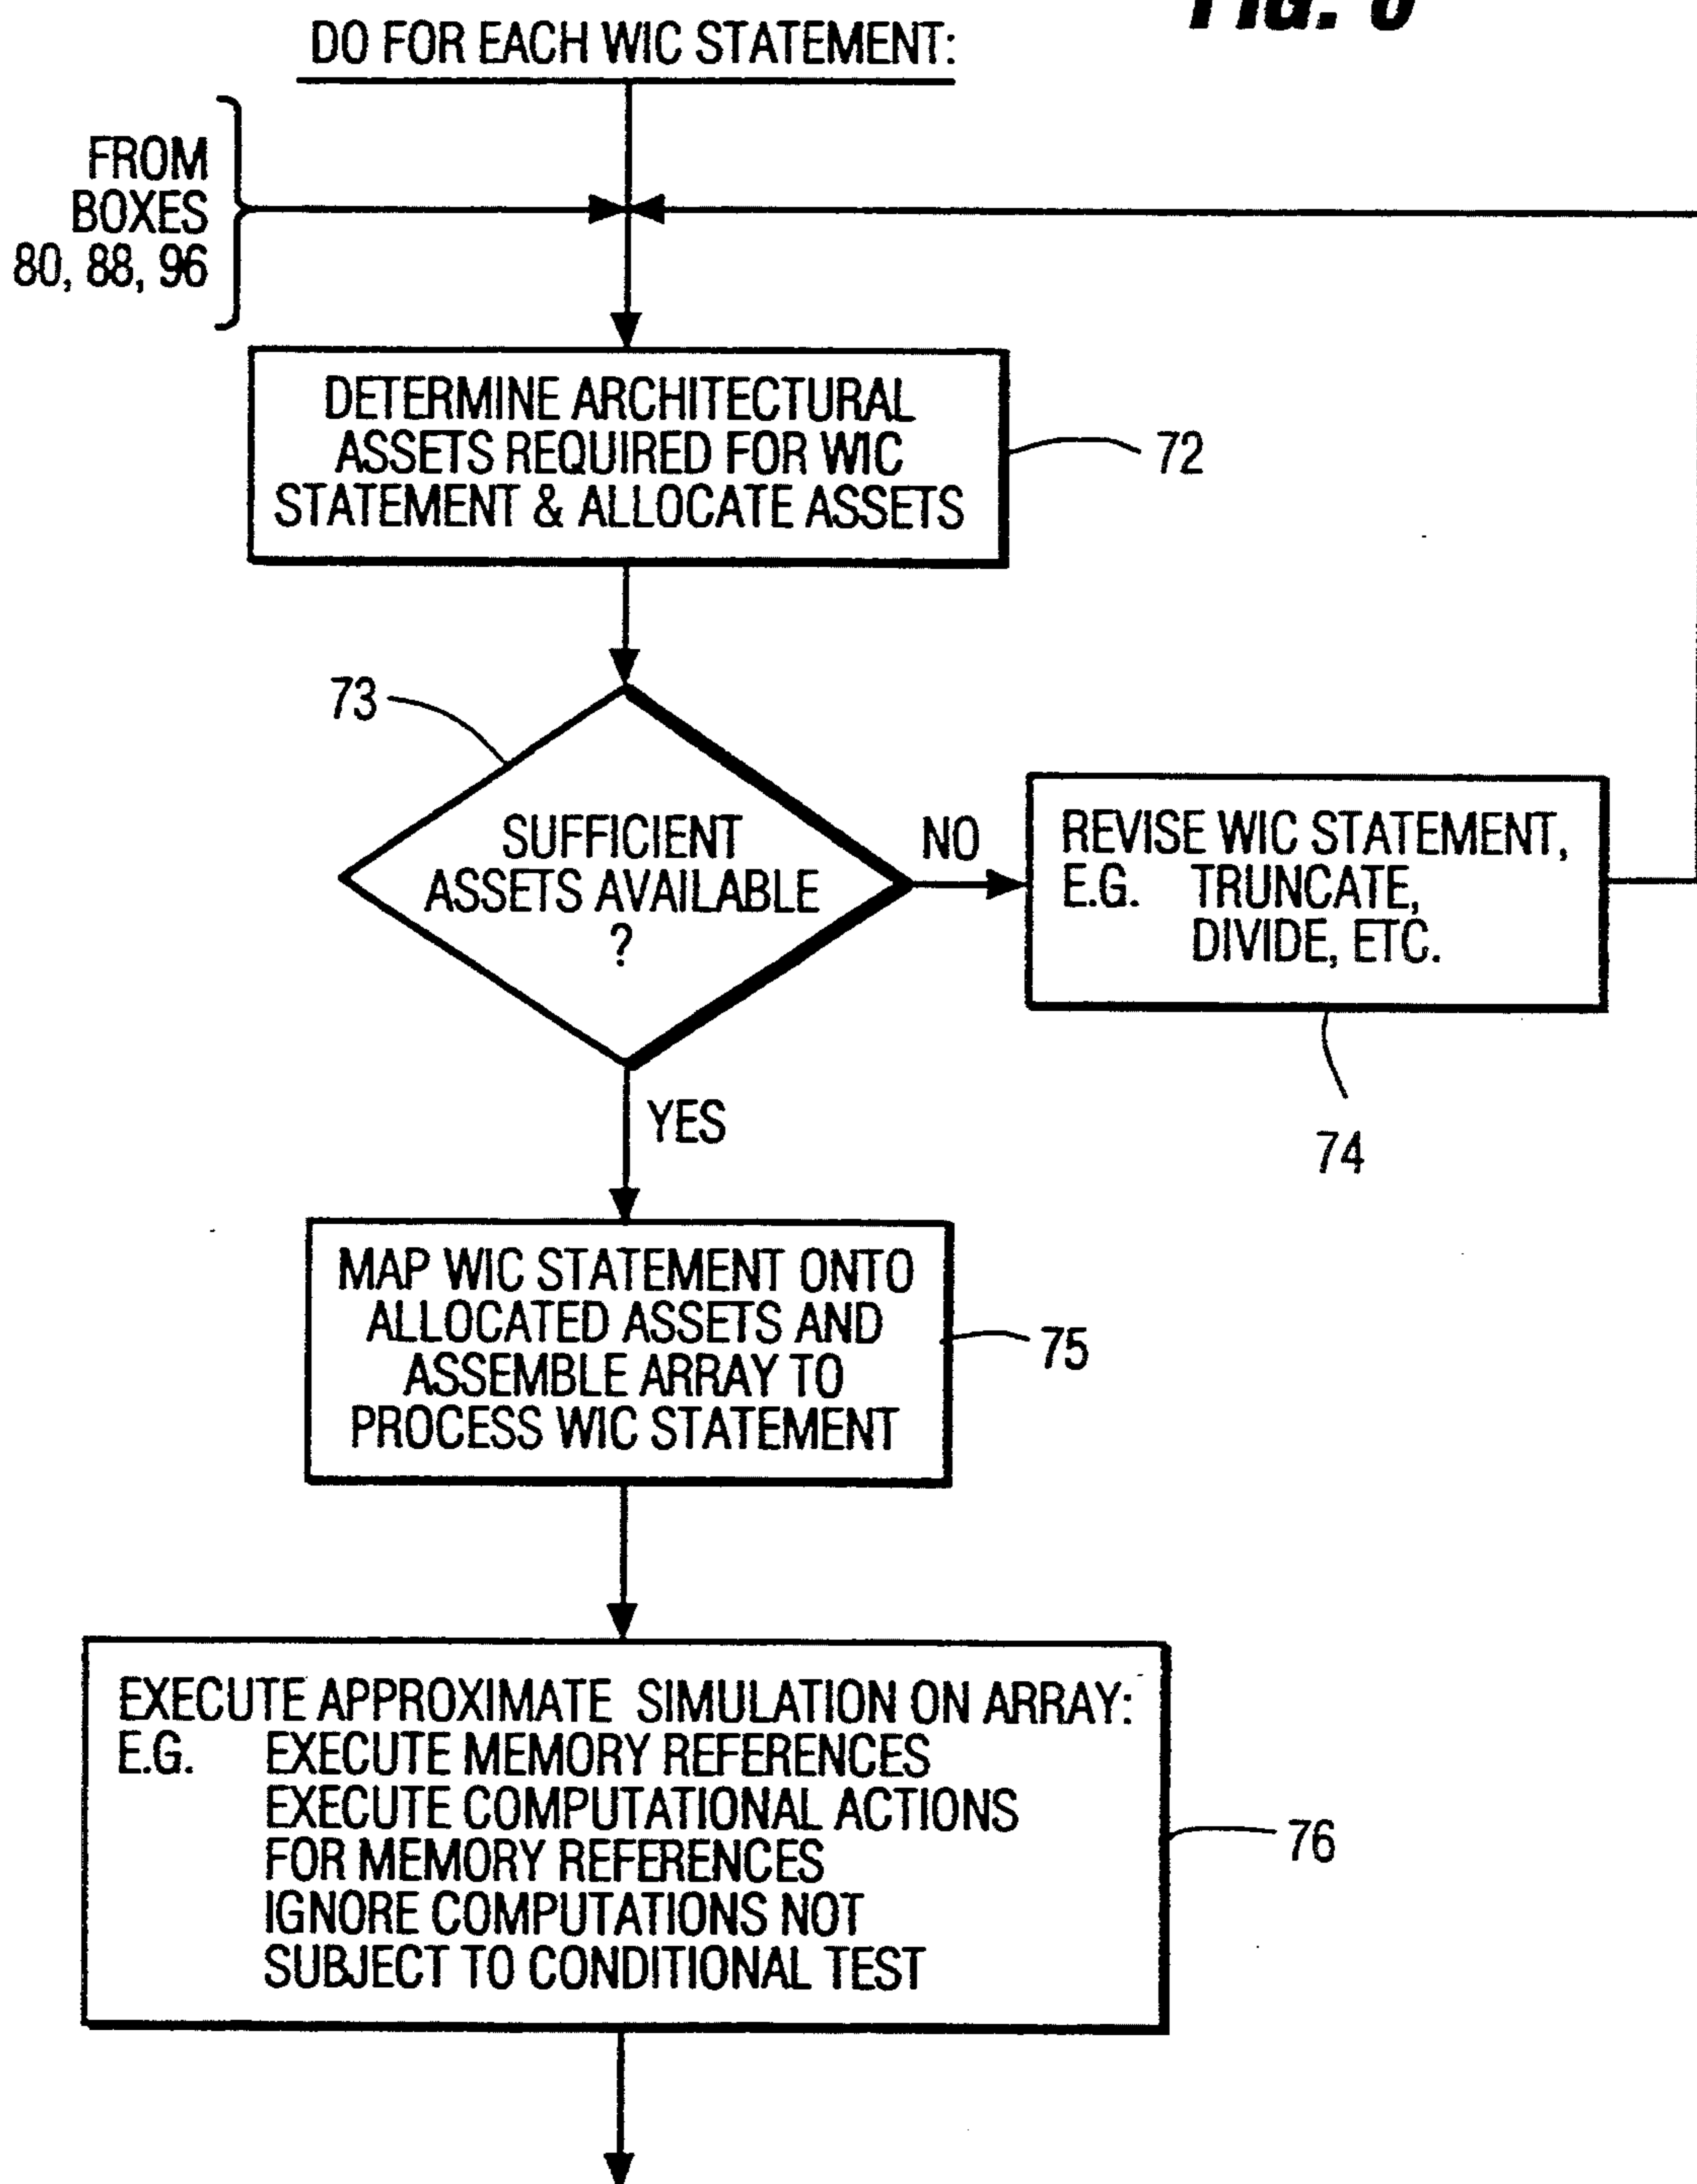 FIG.
DO FOR EACH WIC STATEMENT:
FROM
BOXES
80, 88, 96
DETERMINE ARCHITECTURAL
ASSETS REQUIRED FOR WIC
STATEMENT & ALLOCATE ASSETS
72
73
SUFFICIENT
ASSETS AVAILABLE
?
NO
REVISE WIC STATEMENT,
E.G. TRUNCATE,
DIVIDE, ETC.
74
YES
MAP WIC STATEMENT ONTO
ALLOCATED ASSETS AND
ASSEMBLE ARRAY TO
PROCESS WIC STATEMENT
75
EXECUTE APPROXIMATE SIMULATION ON ARRAY:
E.G. EXECUTE MEMORY REFERENCES
EXECUTE COMPUTATIONAL ACTIONS
FOR MEMORY REFERENCES
IGNORE COMPUTATIONS NOT
SUBJECT TO CONDITIONAL TEST
76